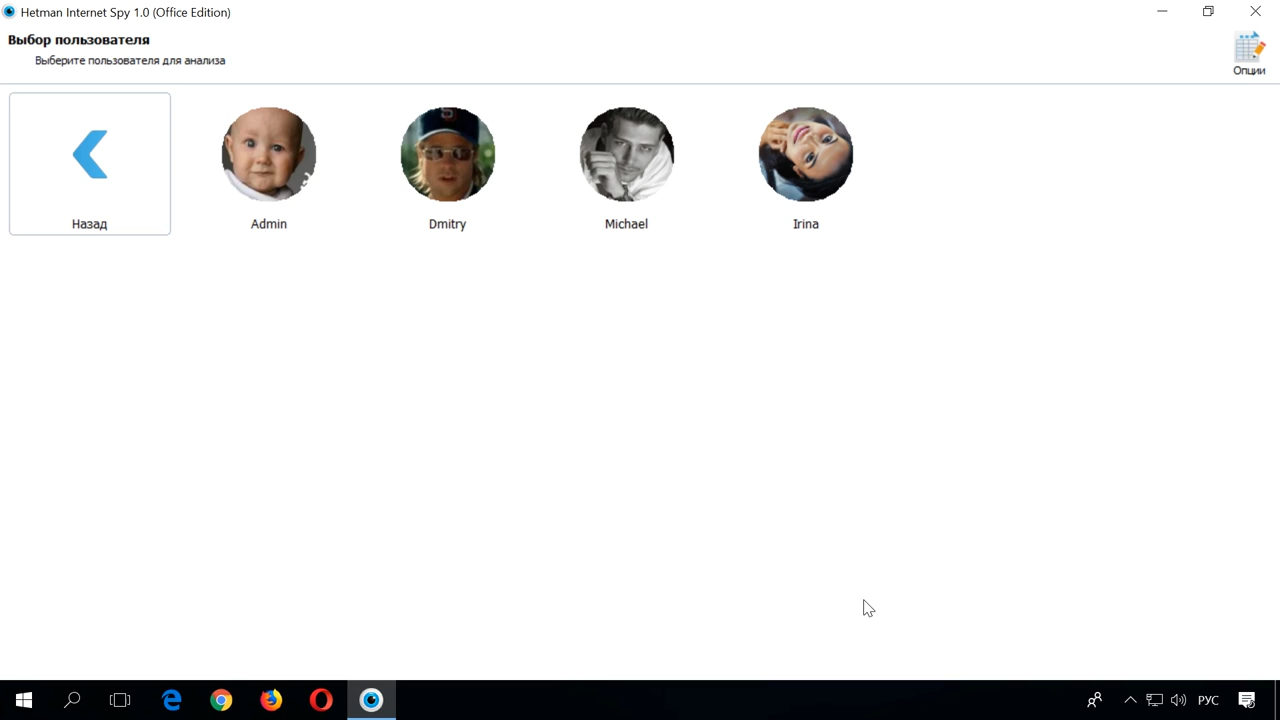 Hetman Internet Spy 1.0 (Office Edition)
Выбор пользователя
Выберите пользователя для анализа
Опции
Назад
Admin
Dmitry
Michael
Irina
РУС